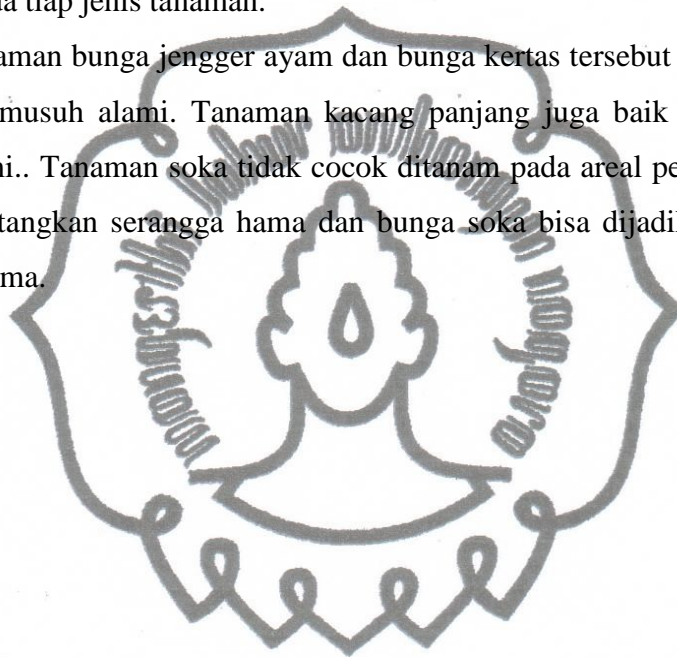 a tiap jenis tanaman.
aman bunga jengger ayam dan bunga kertas tersebut
musuh alami. Tanaman kacang panjang juga baik
ni.. Tanaman soka tidak cocok ditanam pada areal pe
tangkan serangga hama dan bunga soka bisa dijadil
ma.